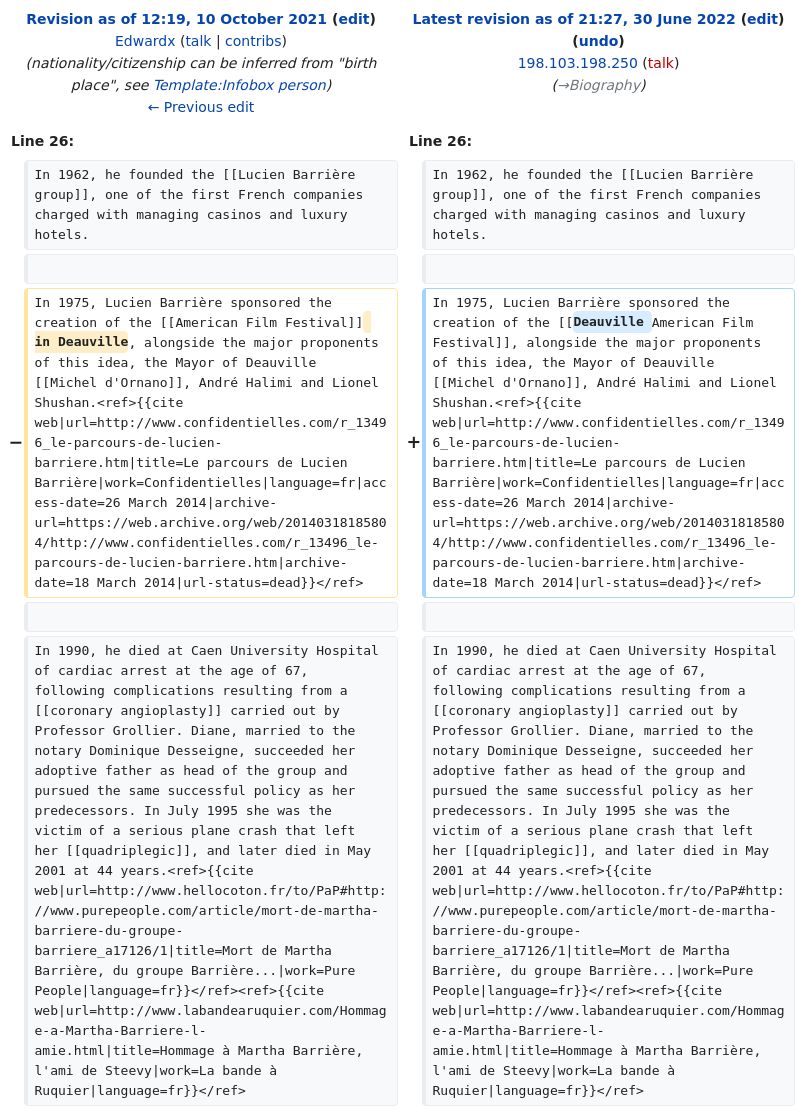 Revision as of 12:19, 10 October 2021 (edit)
Edwardx (talk | contribs)
(nationality/citizenship can be inferred from "birth
place", see Template:Infobox person)
← Previous edit
Latest revision as of 21:27, 30 June 2022 (edit)
(undo)
198.103.198.250 (talk)
(→Biography)
Line 26:
In 1962, he founded the [[Lucien Barrière
group]], one of the first French companies
charged with managing casinos and luxury
hotels.
−
In 1975, Lucien Barrière sponsored the
creation of the [[American Film Festival]]
in Deauville, alongside the major proponents
of this idea, the Mayor of Deauville
[[Michel d'Ornano]], André Halimi and Lionel
Shushan.<ref>{{cite
web|url=http://www.confidentielles.com/r_1349
6_le-parcours-de-lucien-
barriere.htm|title=Le parcours de Lucien
Barrière|work=Confidentielles|language=fr|acc
ess-date=26 March 2014|archive-
url=https://web.archive.org/web/2014031818580
4/http://www.confidentielles.com/r_13496_le-
parcours-de-lucien-barriere.htm|archive-
date=18 March 2014|url-status=dead}}</ref>
In 1990, he died at Caen University Hospital
of cardiac arrest at the age of 67,
following complications resulting from a
[[coronary angioplasty]] carried out by
Professor Grollier. Diane, married to the
notary Dominique Desseigne, succeeded her
adoptive father as head of the group and
pursued the same successful policy as her
predecessors. In July 1995 she was the
victim of a serious plane crash that left
her [[quadriplegic]], and later died in May
2001 at 44 years.<ref>{{cite
web|url=http://www.hellocoton.fr/to/PaP#http:
//www.purepeople.com/article/mort-de-martha-
barriere-du-groupe-
barriere_a17126/1|title=Mort de Martha
Barrière, du groupe Barrière...|work=Pure
People|language=fr}}</ref><ref>{{cite
web|url=http://www.labandearuquier.com/Hommag
e-a-Martha-Barriere-l-
amie.html|title=Hommage à Martha Barrière,
l'ami de Steevy|work=La bande à
Ruquier|language=fr}}</ref>
Line 26:
In 1962, he founded the [[Lucien Barrière
group]], one of the first French companies
charged with managing casinos and luxury
hotels.
+
In 1975, Lucien Barrière sponsored the
creation of the [[Deauville American Film
Festival]], alongside the major proponents
of this idea, the Mayor of Deauville
[[Michel d'Ornano]], André Halimi and Lionel
Shushan.<ref>{{cite
web|url=http://www.confidentielles.com/r_1349
6_le-parcours-de-lucien-
barriere.htm|title=Le parcours de Lucien
Barrière|work=Confidentielles|language=fr|acc
ess-date=26 March 2014|archive-
url=https://web.archive.org/web/2014031818580
4/http://www.confidentielles.com/r_13496_le-
parcours-de-lucien-barriere.htm|archive-
date=18 March 2014|url-status=dead}}</ref>
In 1990, he died at Caen University Hospital
of cardiac arrest at the age of 67,
following complications resulting from a
[[coronary angioplasty]] carried out by
Professor Grollier. Diane, married to the
notary Dominique Desseigne, succeeded her
adoptive father as head of the group and
pursued the same successful policy as her
predecessors. In July 1995 she was the
victim of a serious plane crash that left
her [[quadriplegic]], and later died in May
2001 at 44 years.<ref>{{cite
web|url=http://www.hellocoton.fr/to/PaP#http:
//www.purepeople.com/article/mort-de-martha-
barriere-du-groupe-
barriere_a17126/1|title=Mort de Martha
Barrière, du groupe Barrière...|work=Pure
People|language=fr}}</ref><ref>{{cite
web|url=http://www.labandearuquier.com/Hommag
e-a-Martha-Barriere-l-
amie.html|title=Hommage à Martha Barrière,
l'ami de Steevy|work=La bande à
Ruquier|language=fr}}</ref>